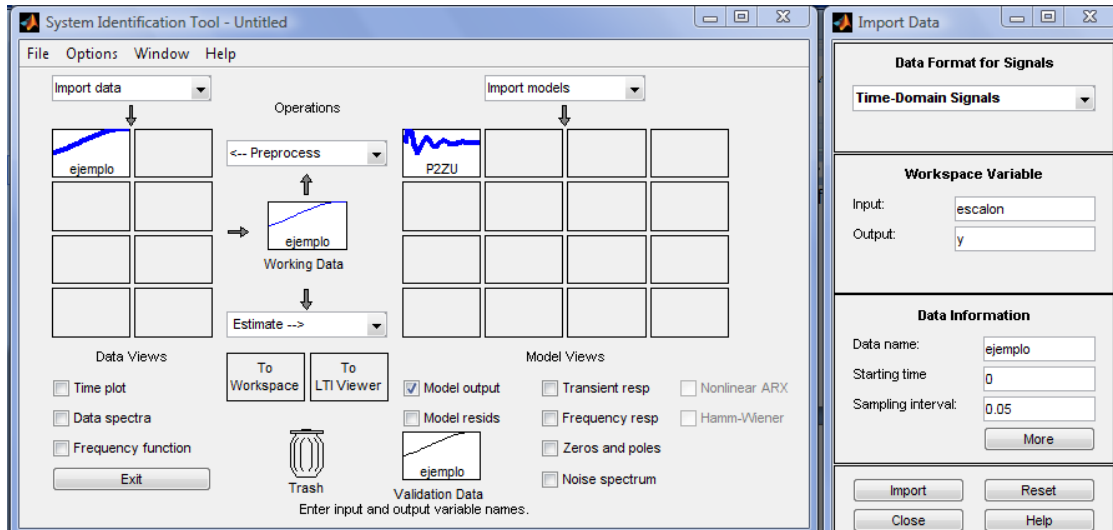 System Identification Tool - Untitled
File Options Window Help
Import data
Import models
Operations
ejemplo
<-- Preprocess
P2ZU
ejemplo
Working Data
Estimate -->
Data Views
Model Views
To Workspace
To LTI Viewer
Time plot
Data spectra
Frequency function
Exit
Trash
Model output
Model resids
Transient resp
Frequency resp
Zeros and poles
Noise spectrum
Nonlinear ARX
Hamm-Wiener
ejemplo
Validation Data
Enter input and output variable names.
Import Data
Data Format for Signals
Time-Domain Signals
Workspace Variable
Input: escalon
Output: y
Data Information
Data name: ejemplo
Starting time 0
Sampling interval: 0.05
More
Import Reset
Close Help